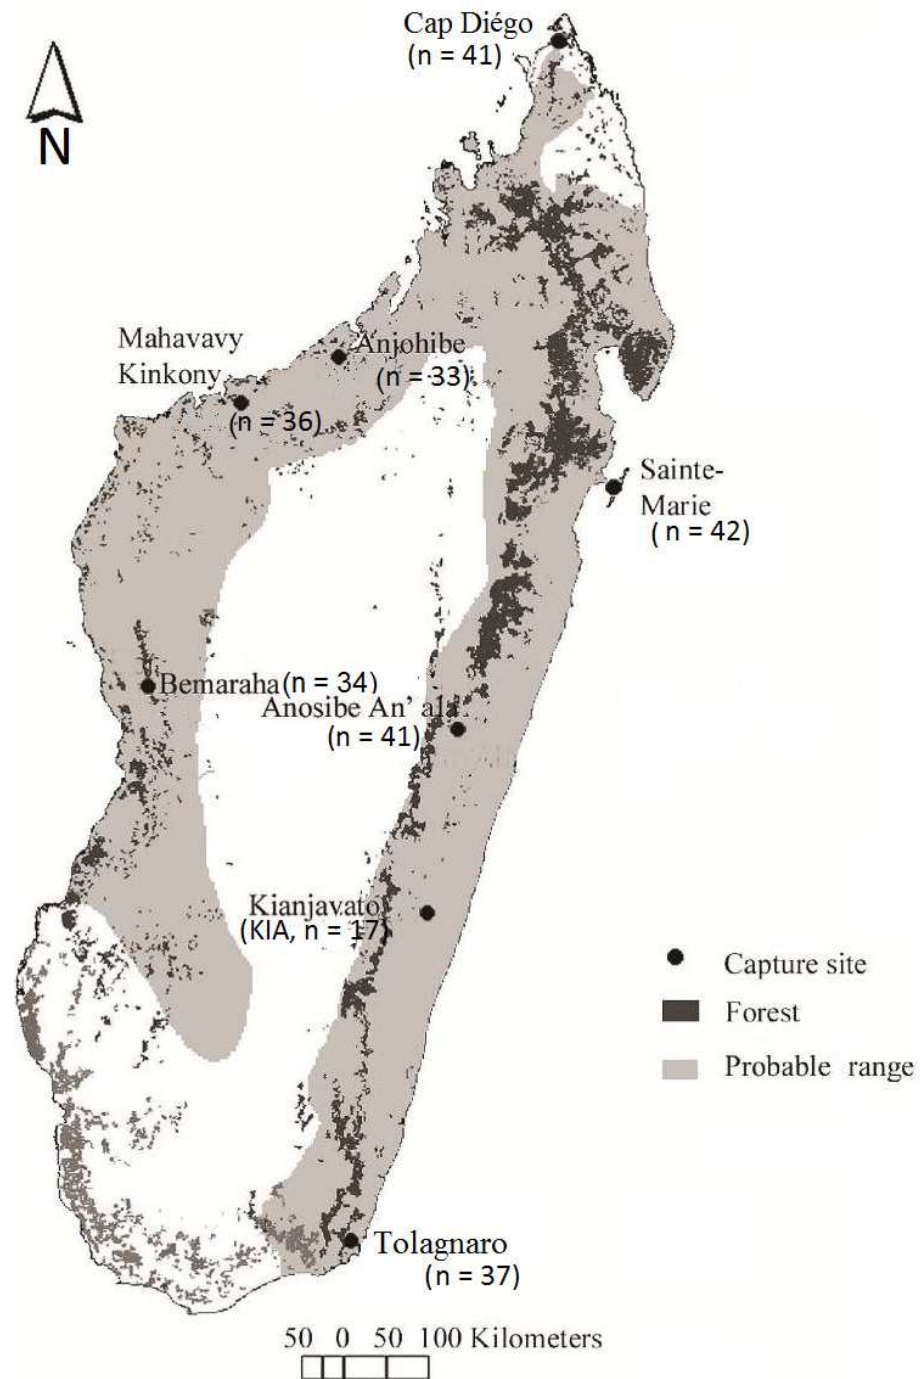 Cap Diégo
(n = 41)
N
Mahavavy
Kinkony
(n = 36)
Anjohibe
(n = 33)
Sainte-
Marie
( n = 42)
Bemaraha(n = 34)
Anosibe An' ala
(n = 41)
Kianjavato
(KIA, n = 17)
Capture site
Forest
Probable range
Tolagnaro
(n = 37)
50 0 50 100 Kilometers